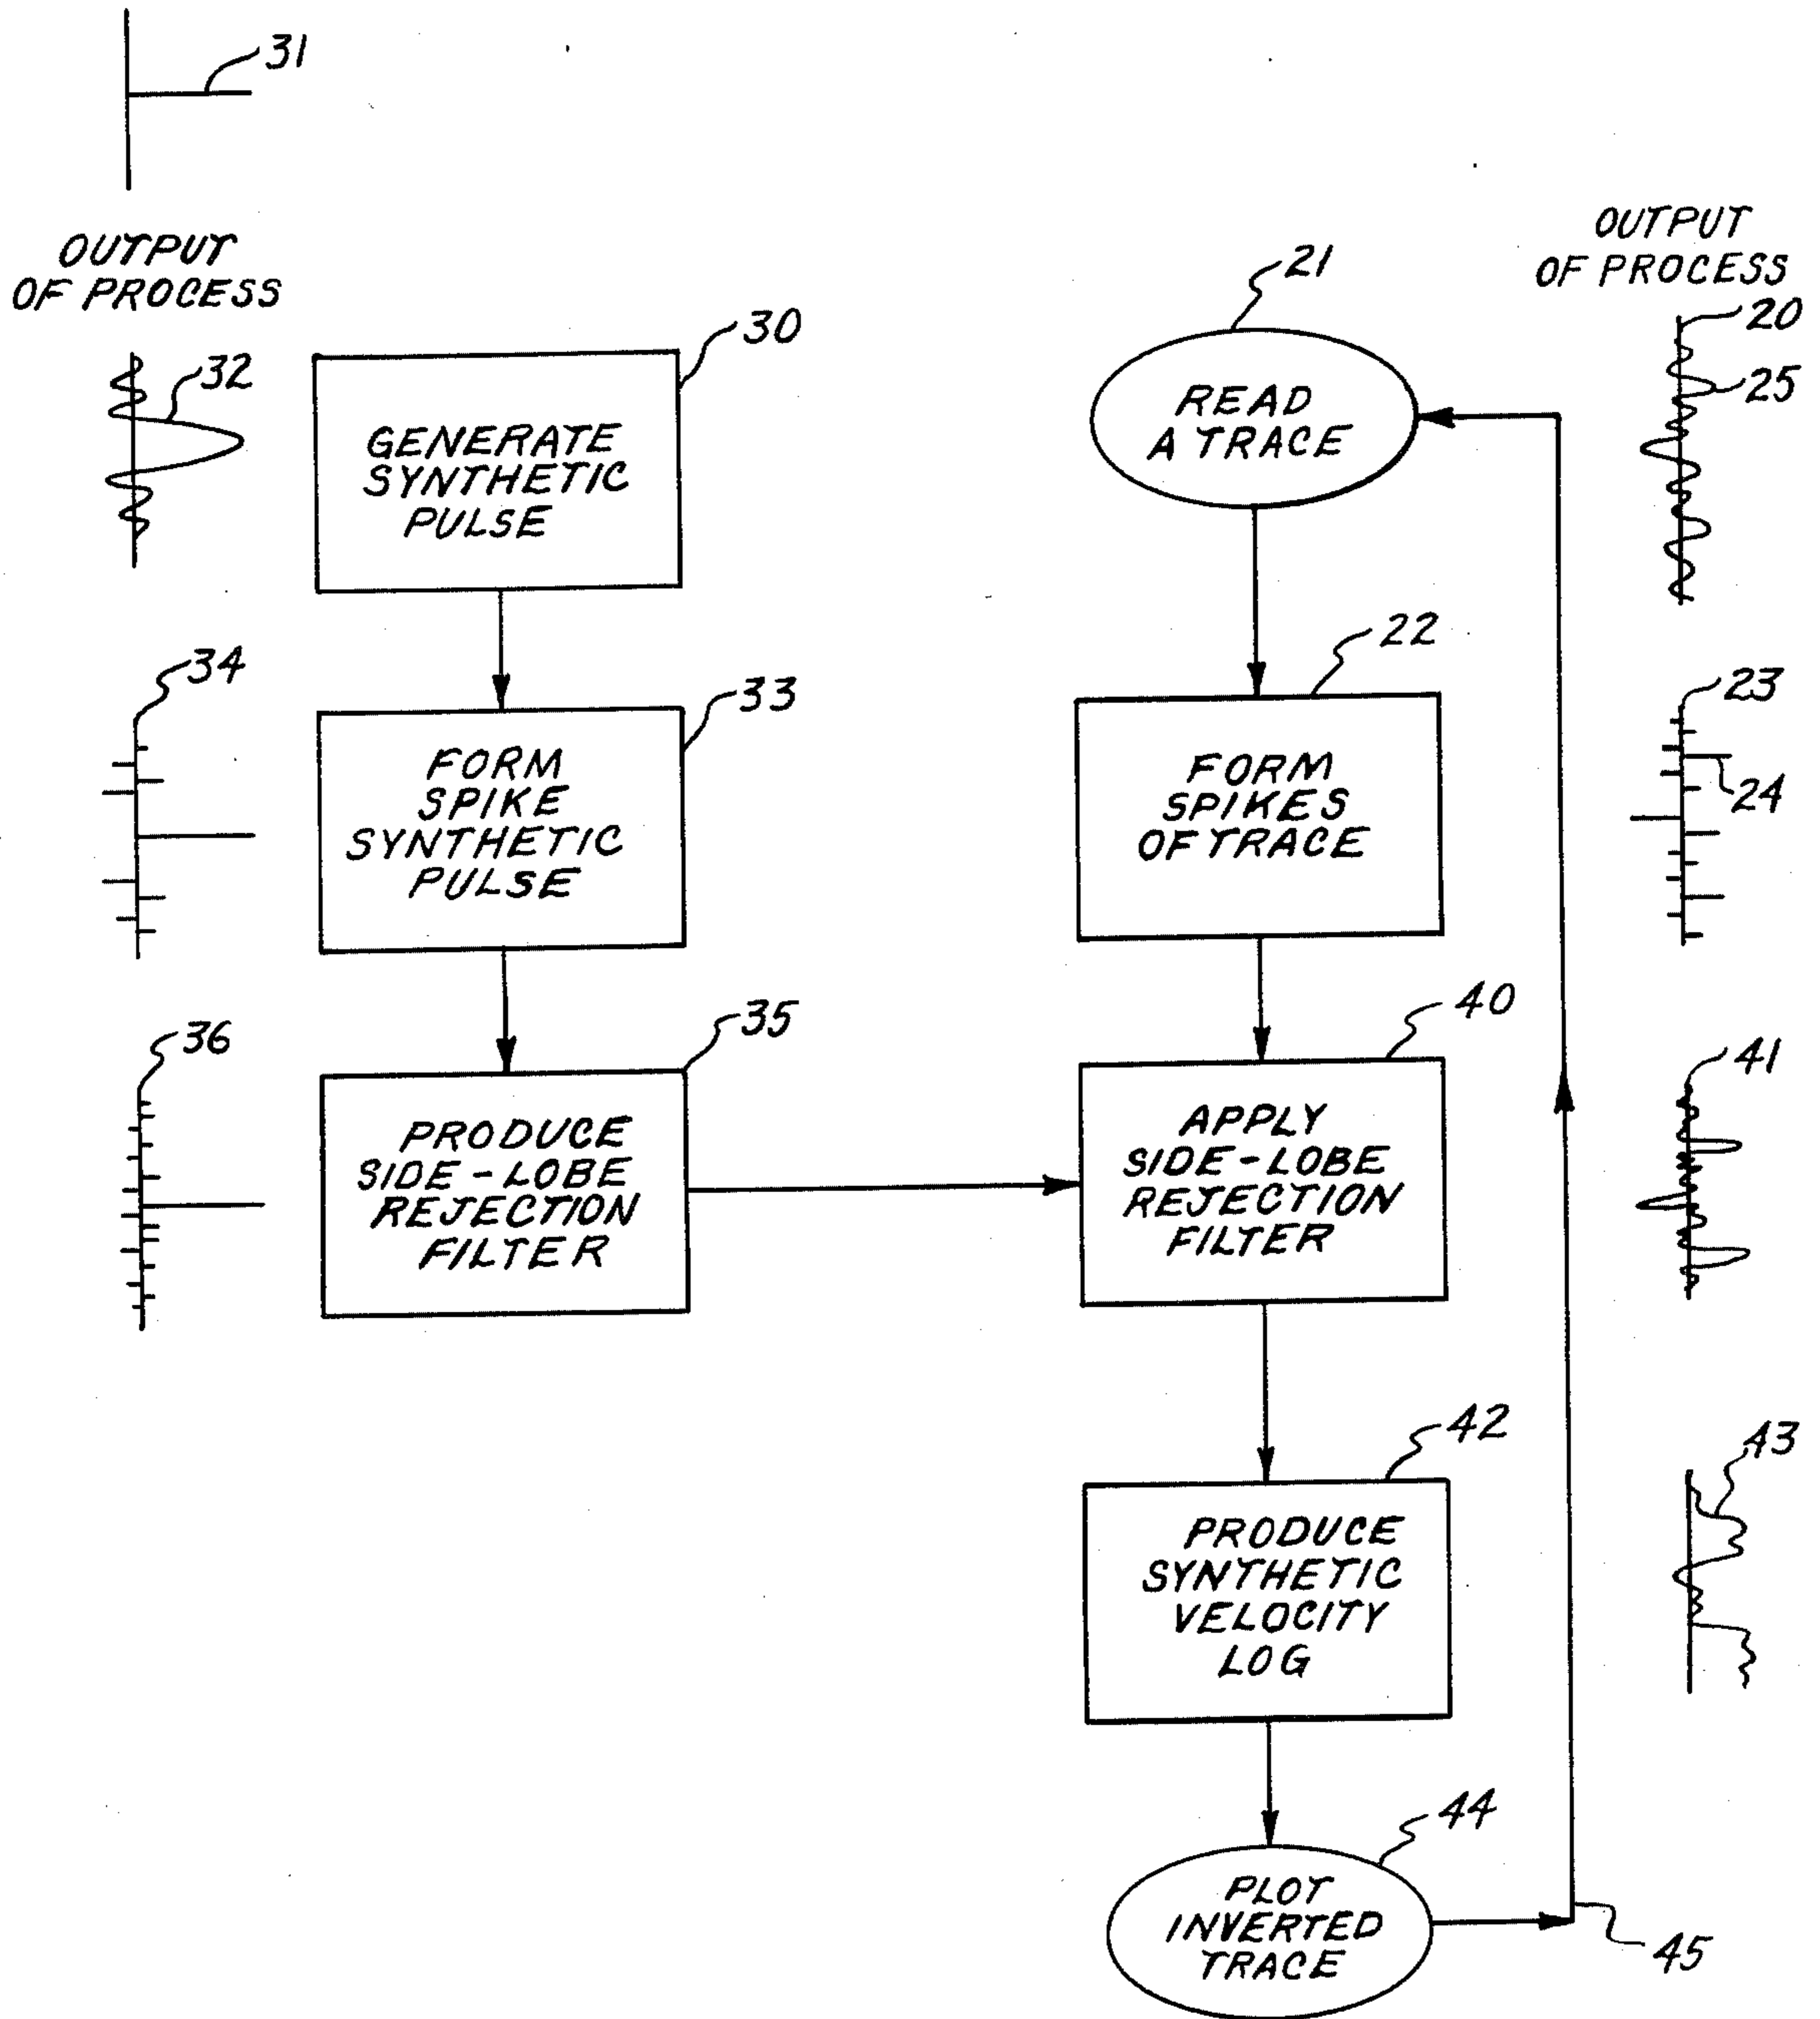 31
OUTPUT
OF PROCESS
32
30
GENERATE
SYNTHETIC
PULSE
34
33
FORM
SPIKE
SYNTHETIC
PULSE
36
35
PRODUCE
SIDE-LOBE
REJECTION
FILTER
21
READ
A TRACE
OUTPUT
OF PROCESS
20
25
22
FORM
SPIKES
OF TRACE
23
24
40
APPLY
SIDE-LOBE
REJECTION
FILTER
41
42
PRODUCE
SYNTHETIC
VELOCITY
LOG
43
44
PLOT
INVERTED
TRACE
45